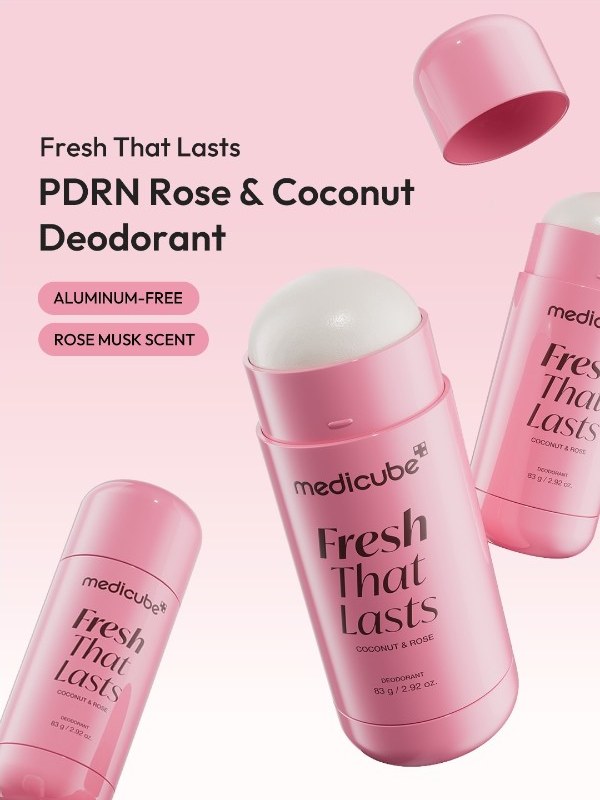 Fresh That Lasts
PDRN Rose & Coconut
Deodorant
ALUMINUM-FREE
ROSE MUSK SCENT
medicube
Fresh
That
Lasts
COCONUT & ROSE
DEODORANT
83 g / 2.92 oz.
medic
Fres
That
Lasts
COCONUT & ROSE
DEODORANT
83 g / 2.92 oz.
medicube
Fresh
That
Lasts
COCONUT & ROSE
DEODORANT
83 g / 2.92 oz.